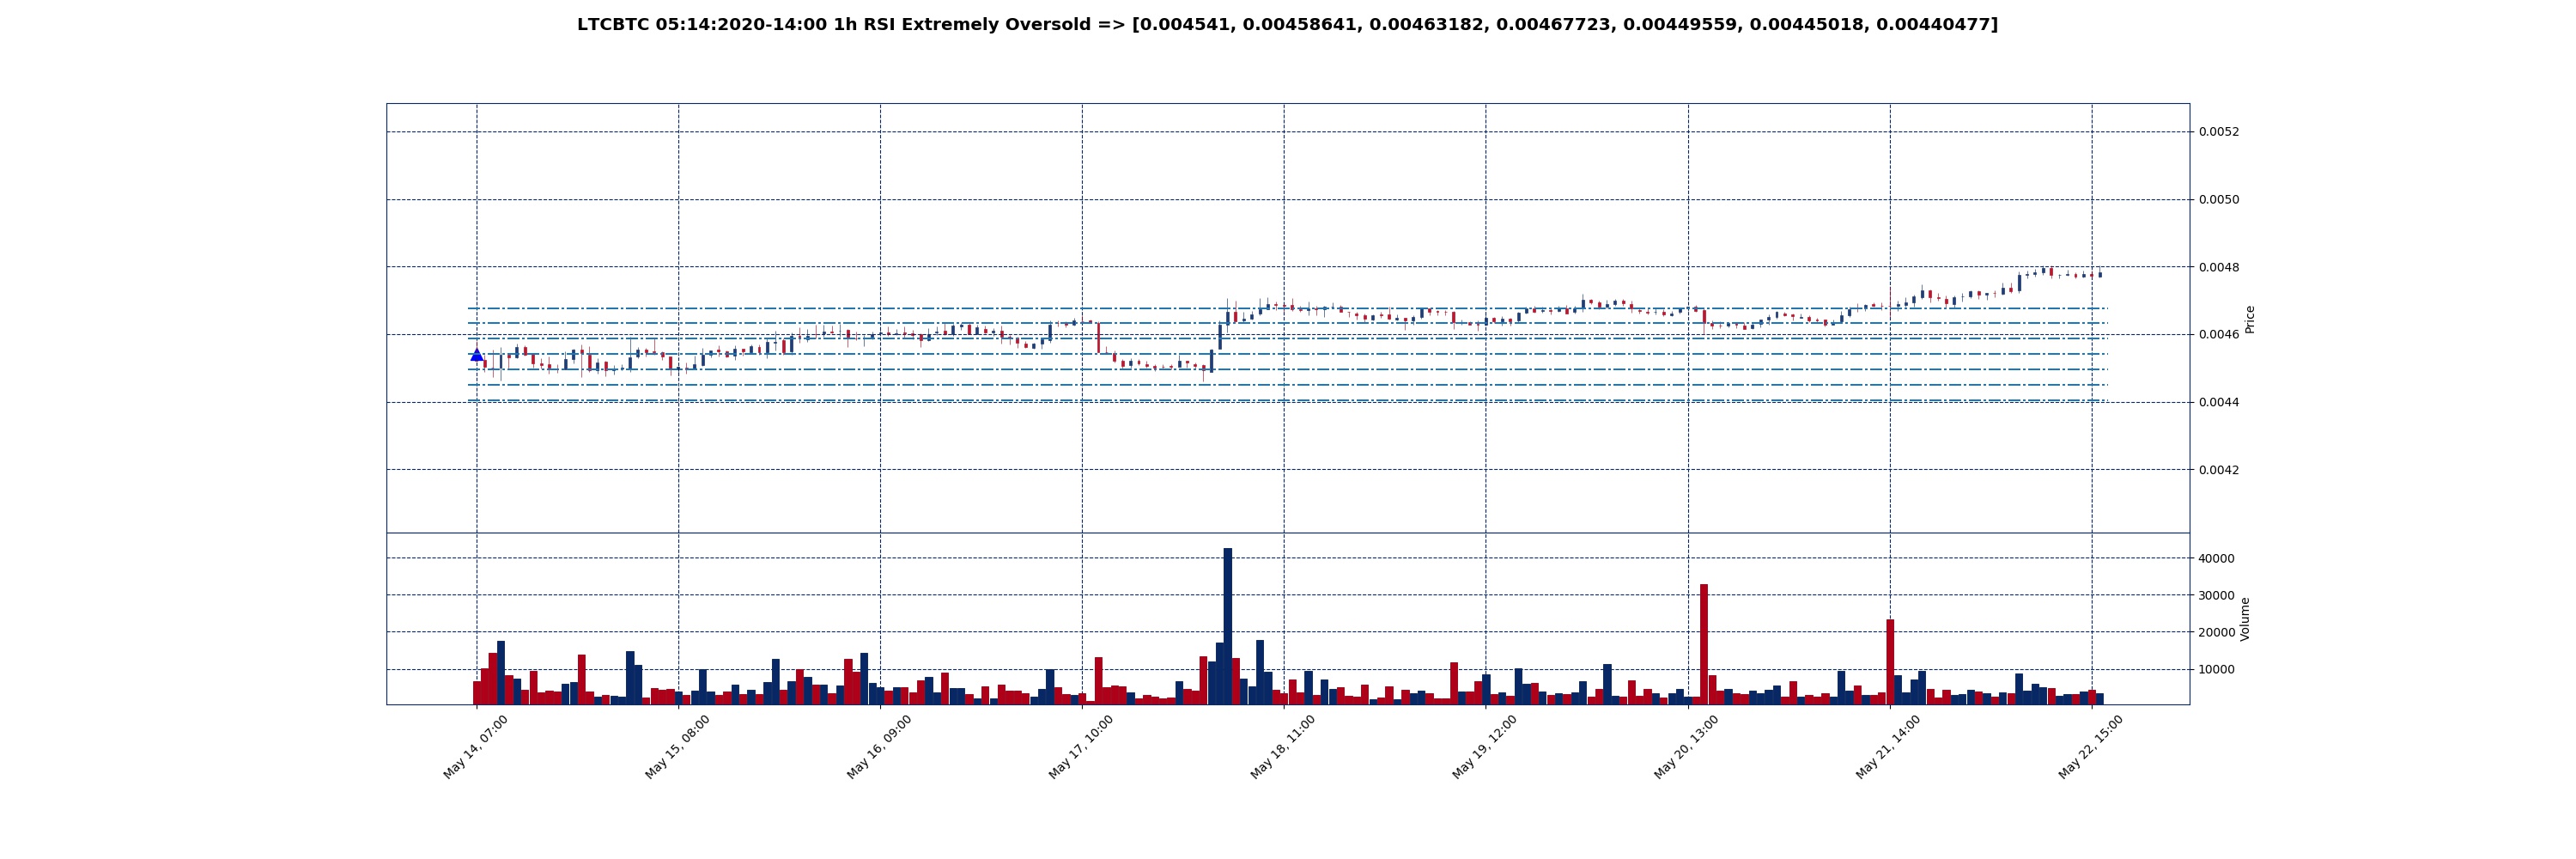 LTCBTC 05:14:2020-14:00 1h RSI Extremely Oversold => [0.004541, 0.00458641, 0.00463182, 0.00467723, 0.00449559, 0.00445018, 0.00440477]
0.0052
0.0050
0.0048
0.0046
0.0044
0.0042
Price
40000
30000
20000
10000
Volume
May 14, 07:00
May 15, 08:00
May 16, 09:00
May 17, 10:00
May 18, 11:00
May 19, 12:00
May 20, 13:00
May 21, 14:00
May 22, 15:00